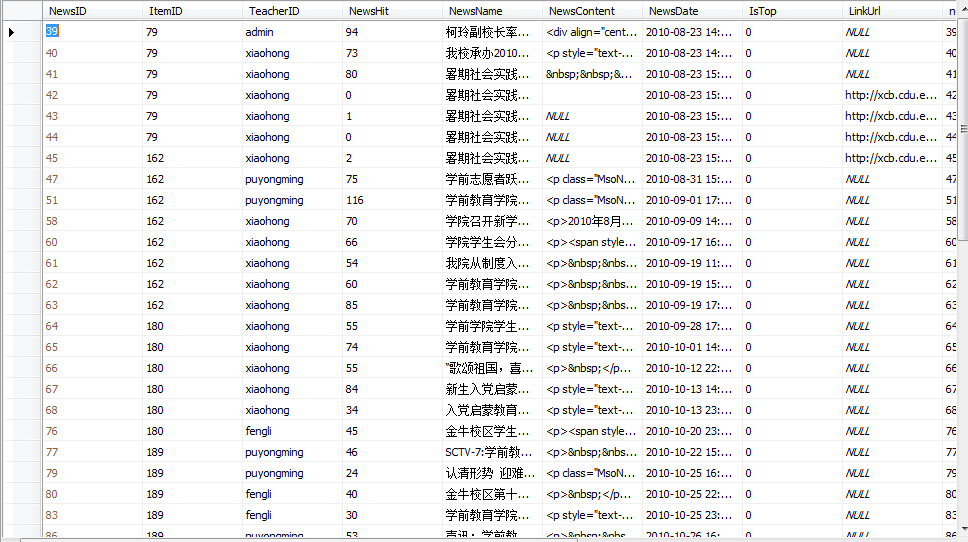 NewsID ItemID TeacherID NewsHit NewsName NewsContent NewsDate IsTop LinkUrl n
39 79 admin 94 柯玲副校长率... <div align="cent... 2010-08-23 14:... 0 NULL 39
40 79 xiaohong 73 我校承办2010... <p style="text-... 2010-08-23 14:... 0 NULL 40
41 79 xiaohong 80 暑期社会实践... &nbsp;&nbsp;&... 2010-08-23 15:... 0 NULL 41
42 79 xiaohong 0 暑期社会实践... 2010-08-23 15:... 0 http://xcb.cdu.e... 42
43 79 xiaohong 1 暑期社会实践... NULL 2010-08-23 15:... 0 http://xcb.cdu.e... 43
44 79 xiaohong 0 暑期社会实践... NULL 2010-08-23 15:... 0 http://xcb.cdu.e... 44
45 162 xiaohong 2 暑期社会实践... NULL 2010-08-23 15:... 0 http://xcb.cdu.e... 45
47 162 puyongming 75 学前志愿者跃... <p class="MsoN... 2010-08-31 15:... 0 NULL 47
51 162 puyongming 116 学前教育学院... <p class="MsoN... 2010-09-01 17:... 0 NULL 51
58 162 xiaohong 70 学院召开新学... <p>2010年8月... 2010-09-09 14:... 0 NULL 58
60 162 xiaohong 66 学院学生会分... <p><span style... 2010-09-17 16:... 0 NULL 60
61 162 xiaohong 54 我院从制度入... <p>&nbsp;&nbs... 2010-09-19 11:... 0 NULL 61
62 162 xiaohong 60 学前教育学院... <p>&nbsp;&nbs... 2010-09-19 15:... 0 NULL 62
63 162 xiaohong 85 学前教育学院... <p>&nbsp;&nbs... 2010-09-19 17:... 0 NULL 63
64 180 xiaohong 55 学前学院学生... <p style="text-... 2010-09-28 17:... 0 NULL 64
65 180 xiaohong 74 学前教育学院... <p style="text-... 2010-10-01 14:... 0 NULL 65
66 180 xiaohong 55 “歌颂祖国，喜... <p>&nbsp;</p... 2010-10-12 22:... 0 NULL 66
67 180 xiaohong 84 新生入党启蒙... <p style="text-... 2010-10-13 14:... 0 NULL 67
68 180 xiaohong 34 入党启蒙教育... <p style="text-... 2010-10-13 23:... 0 NULL 68
76 180 fengli 45 金牛校区学生... <p><span style... 2010-10-20 23:... 0 NULL 76
77 189 puyongming 46 SCTV-7:学前教... <p>&nbsp;&nbs... 2010-10-22 15:... 0 NULL 77
79 189 puyongming 24 认清形势 迎难... <p class="MsoN... 2010-10-25 16:... 0 NULL 79
80 189 fengli 40 金牛校区第十... <p>&nbsp;</p... 2010-10-25 22:... 0 NULL 80
83 189 fengli 30 学前教育学院... <p style="text-... 2010-10-25 23:... 0 NULL 83
86 189 puyongming 53 喜讯：学前教... <p>&nbsp;&nbs... 2010-10-26 16:... 0 NULL 86